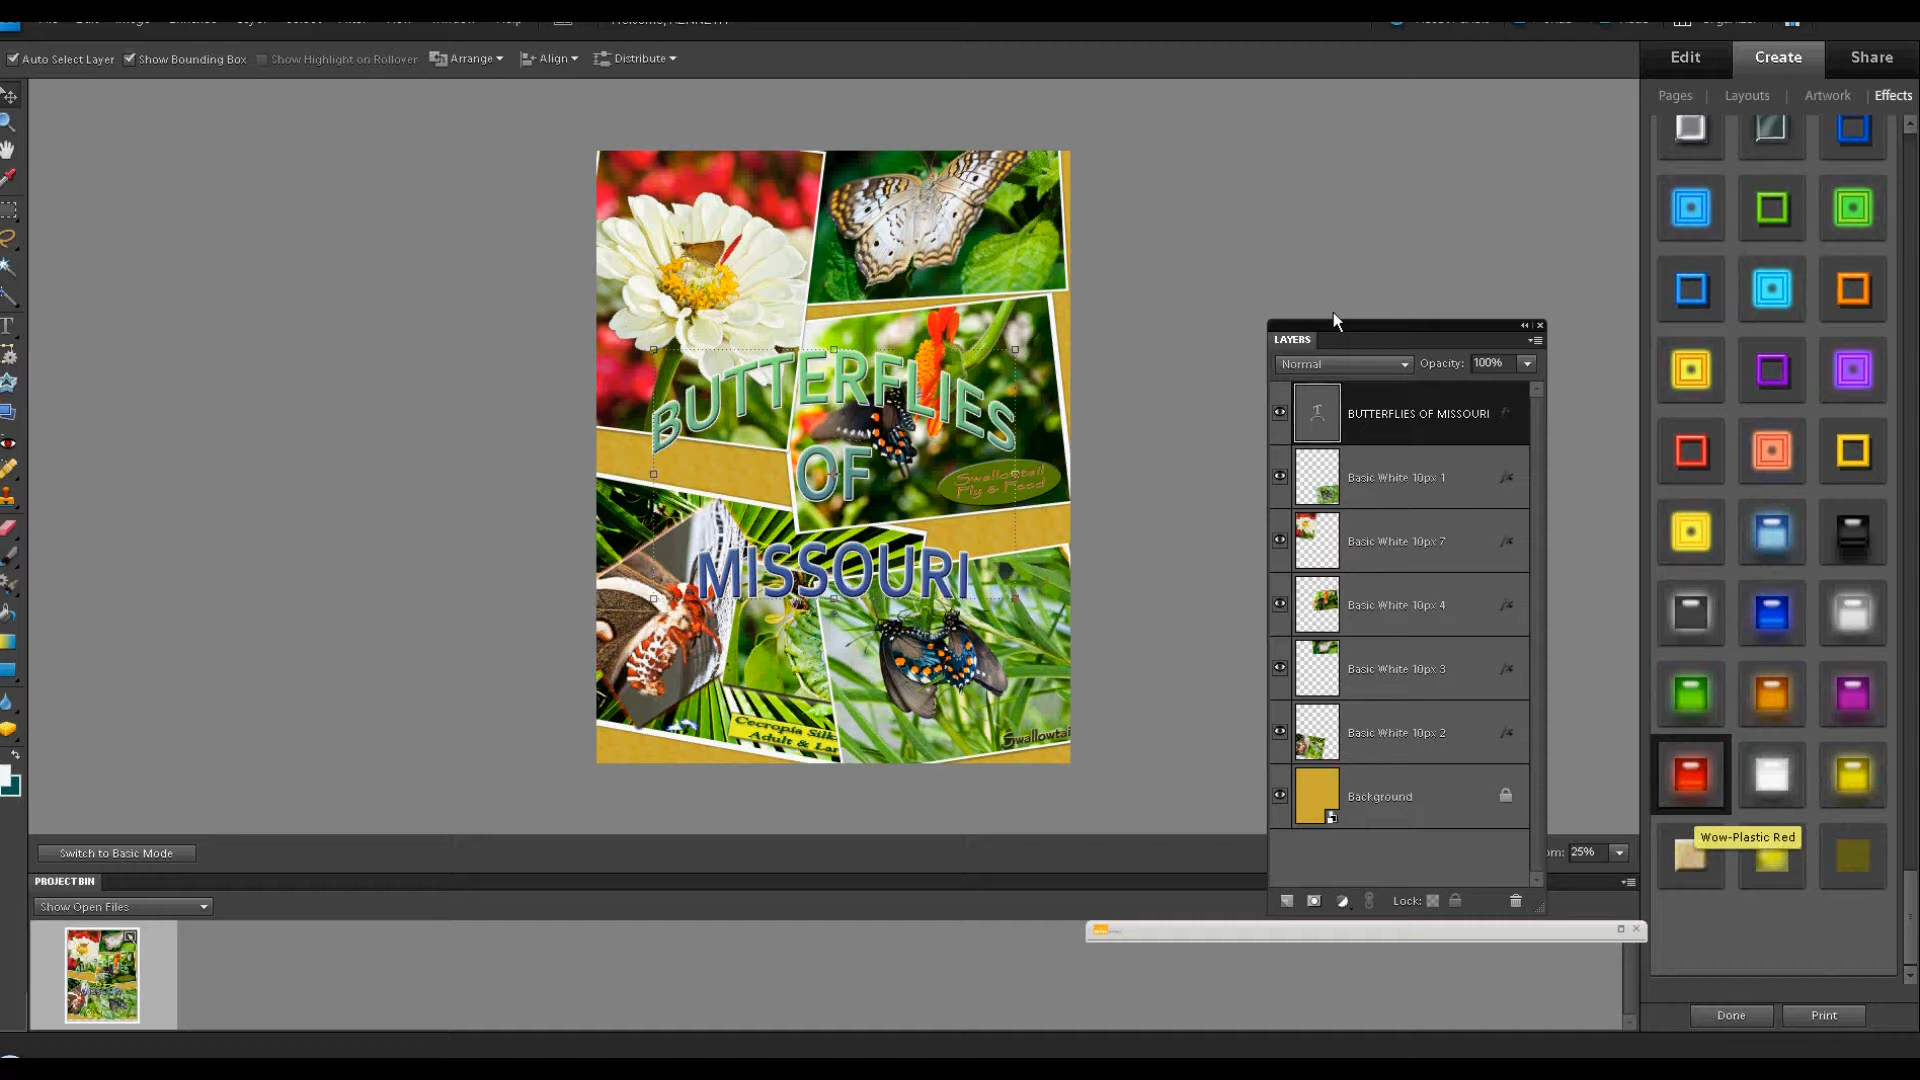 Auto Select Layer Show Bounding Box Show Highlight on Rollover Arrange Align Distribute
Edit Create Share
Pages | Layouts | Artwork | Effects
BUTTERFLIES
OF
MISSOURI
Swallowtail
Fly & Feed
Cecropia Silk
Adult & Lar
Swallowtai
LAYERS
Normal Opacity: 100%
BUTTERFLIES OF MISSOURI
Basic White 10px 1
Basic White 10px 7
Basic White 10px 4
Basic White 10px 3
Basic White 10px 2
Background
Lock:
Wow-Plastic Red
Switch to Basic Mode
om: 25%
PROJECT BIN
Show Open Files
Done Print